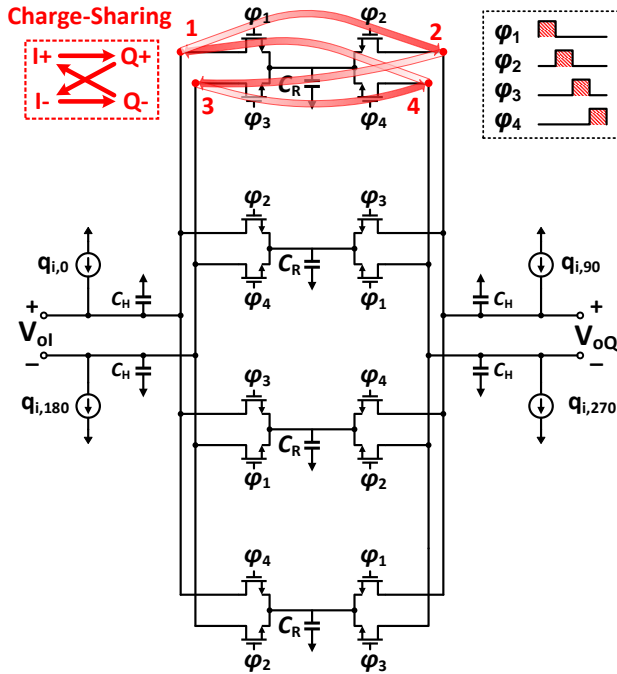 Charge-Sharing
I+ Q+
I- Q-
1 φ1 φ2 2
CR
3 φ3 φ4 4
φ1
φ2
φ3
φ4
φ2 φ3
CR
φ4 φ1
qi,0 qi,90
+ CH CH +
VoI VoQ
– CH CH –
qi,180 qi,270
φ3 φ4
CR
φ1 φ2
φ4 φ1
CR
φ2 φ3